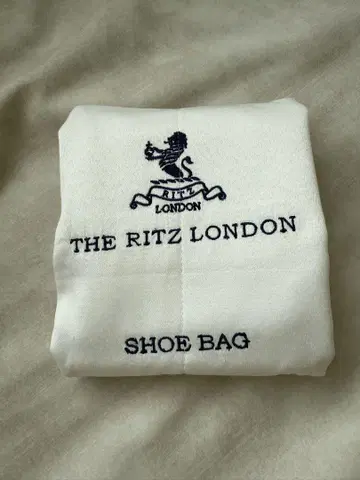 RITZ
LONDON
THE RITZ LONDON
SHOE BAG